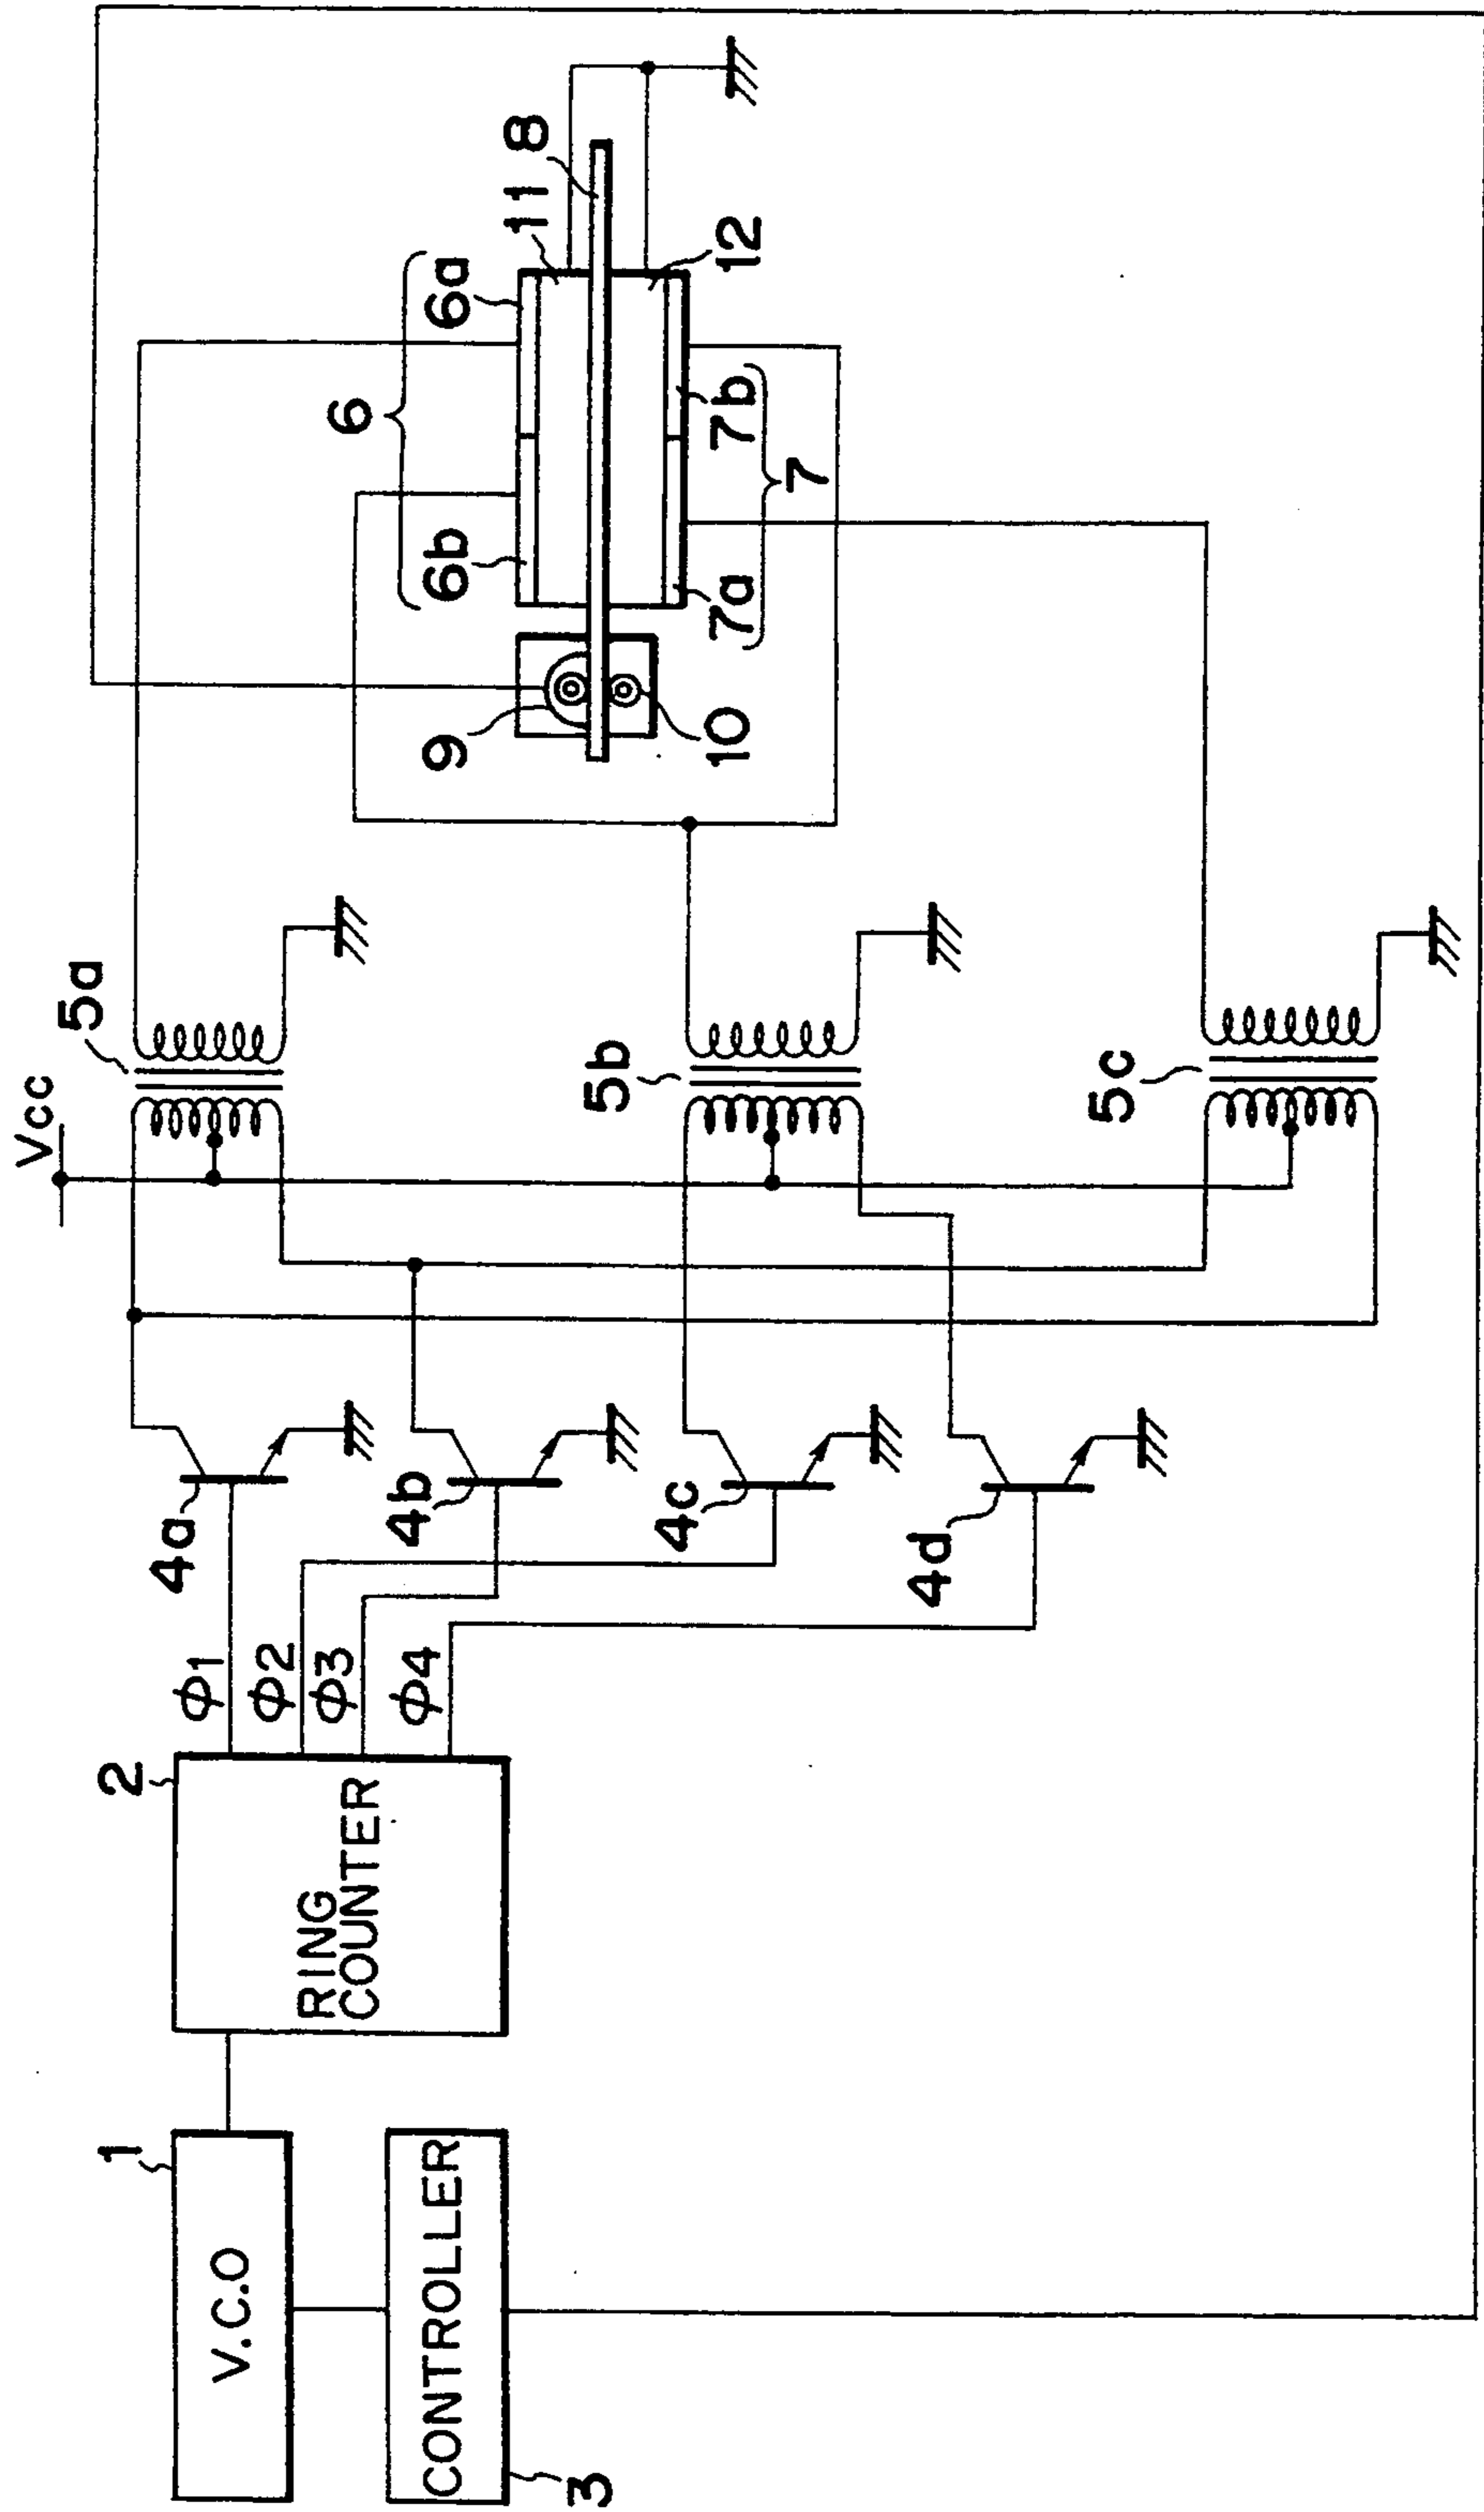 1
V.C.O
CONTROLLER
3
2
RING
COUNTER
Φ1
Φ2
Φ3
Φ4
4a
4b
4c
4d
Vcc
5a
5b
5c
9
10
6
6b
6a
7a
7b
7
11
8
12